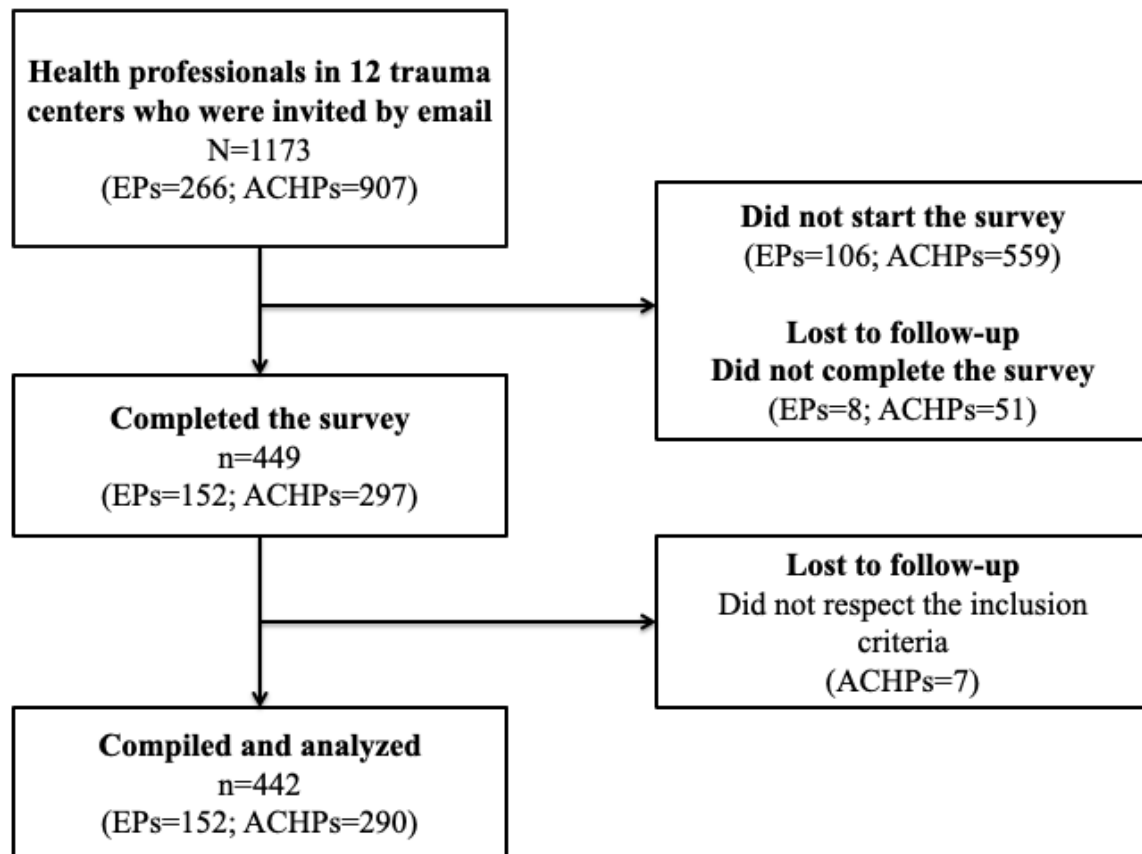 Health professionals in 12 trauma
centers who were invited by email
N=1173
(EPs=266; ACHPs=907)
Did not start the survey
(EPs=106; ACHPs=559)
Lost to follow-up
Did not complete the survey
(EPs=8; ACHPs=51)
Completed the survey
n=449
(EPs=152; ACHPs=297)
Lost to follow-up
Did not respect the inclusion
criteria
(ACHPs=7)
Compiled and analyzed
n=442
(EPs=152; ACHPs=290)